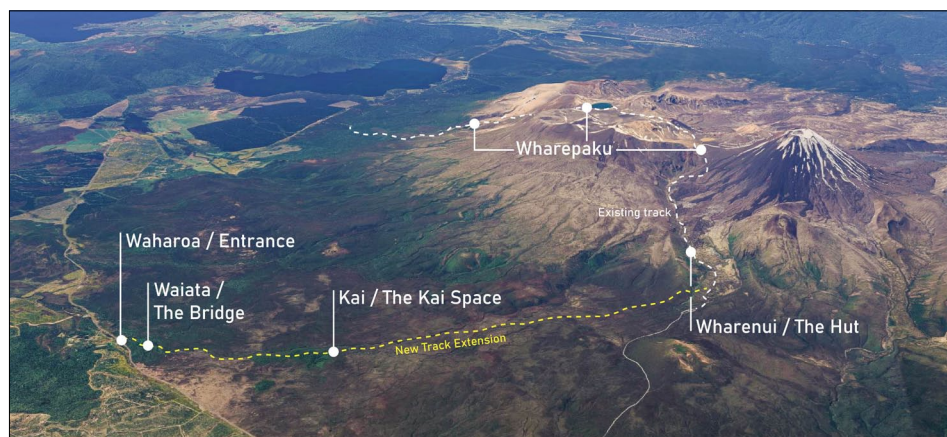 Wharepaku
Existing track
Waharoa / Entrance
Waiata /
The Bridge
Kai / The Kai Space
Wharenui / The Hut
New Track Extension